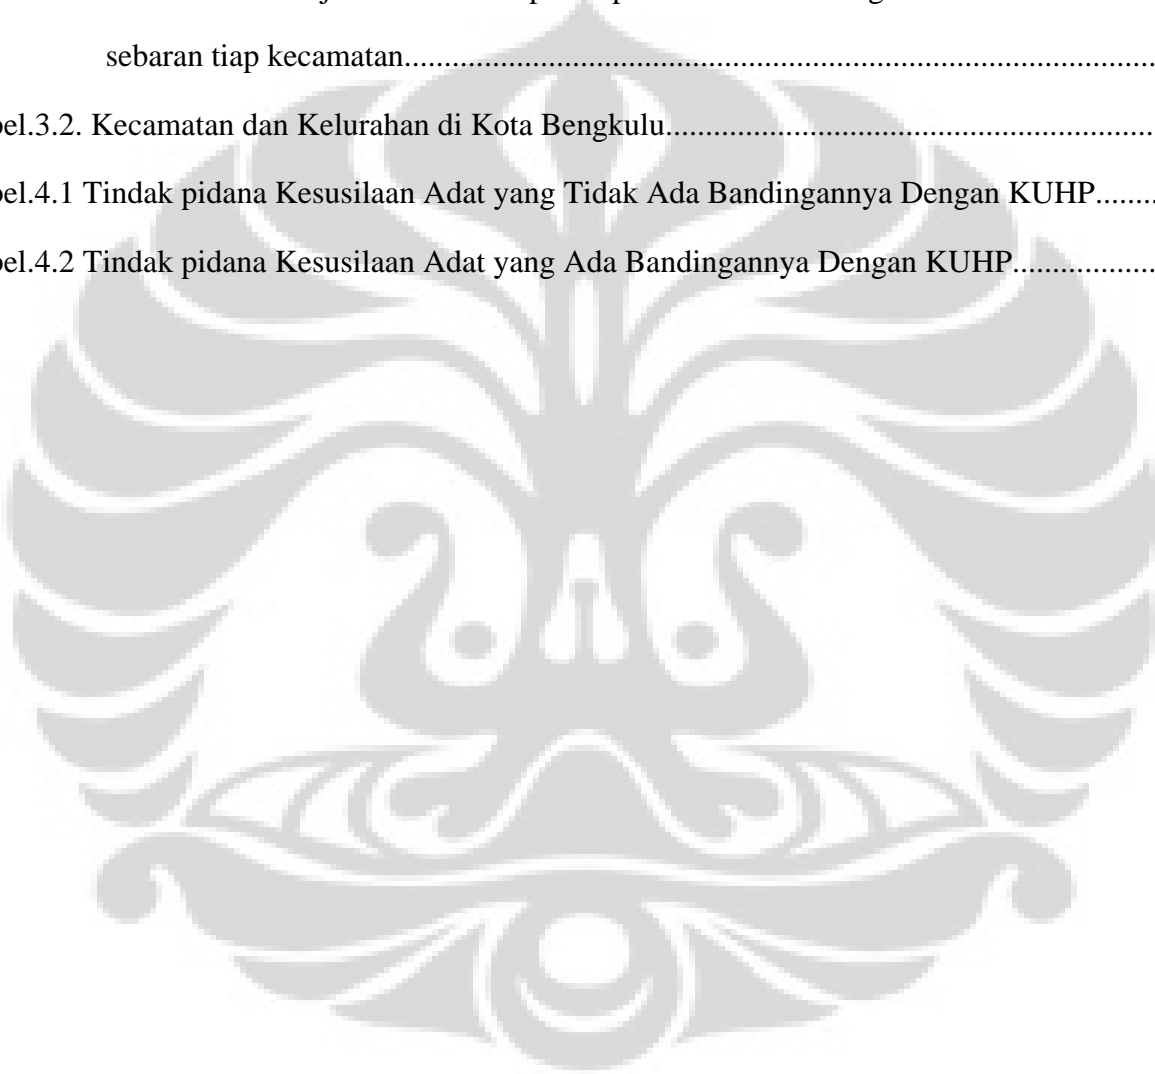 sebaran tiap kecamatan..........................................................................................
bel.3.2. Kecamatan dan Kelurahan di Kota Bengkulu...........................................................
bel.4.1 Tindak pidana Kesusilaan Adat yang Tidak Ada Bandingannya Dengan KUHP........
bel.4.2 Tindak pidana Kesusilaan Adat yang Ada Bandingannya Dengan KUHP..................